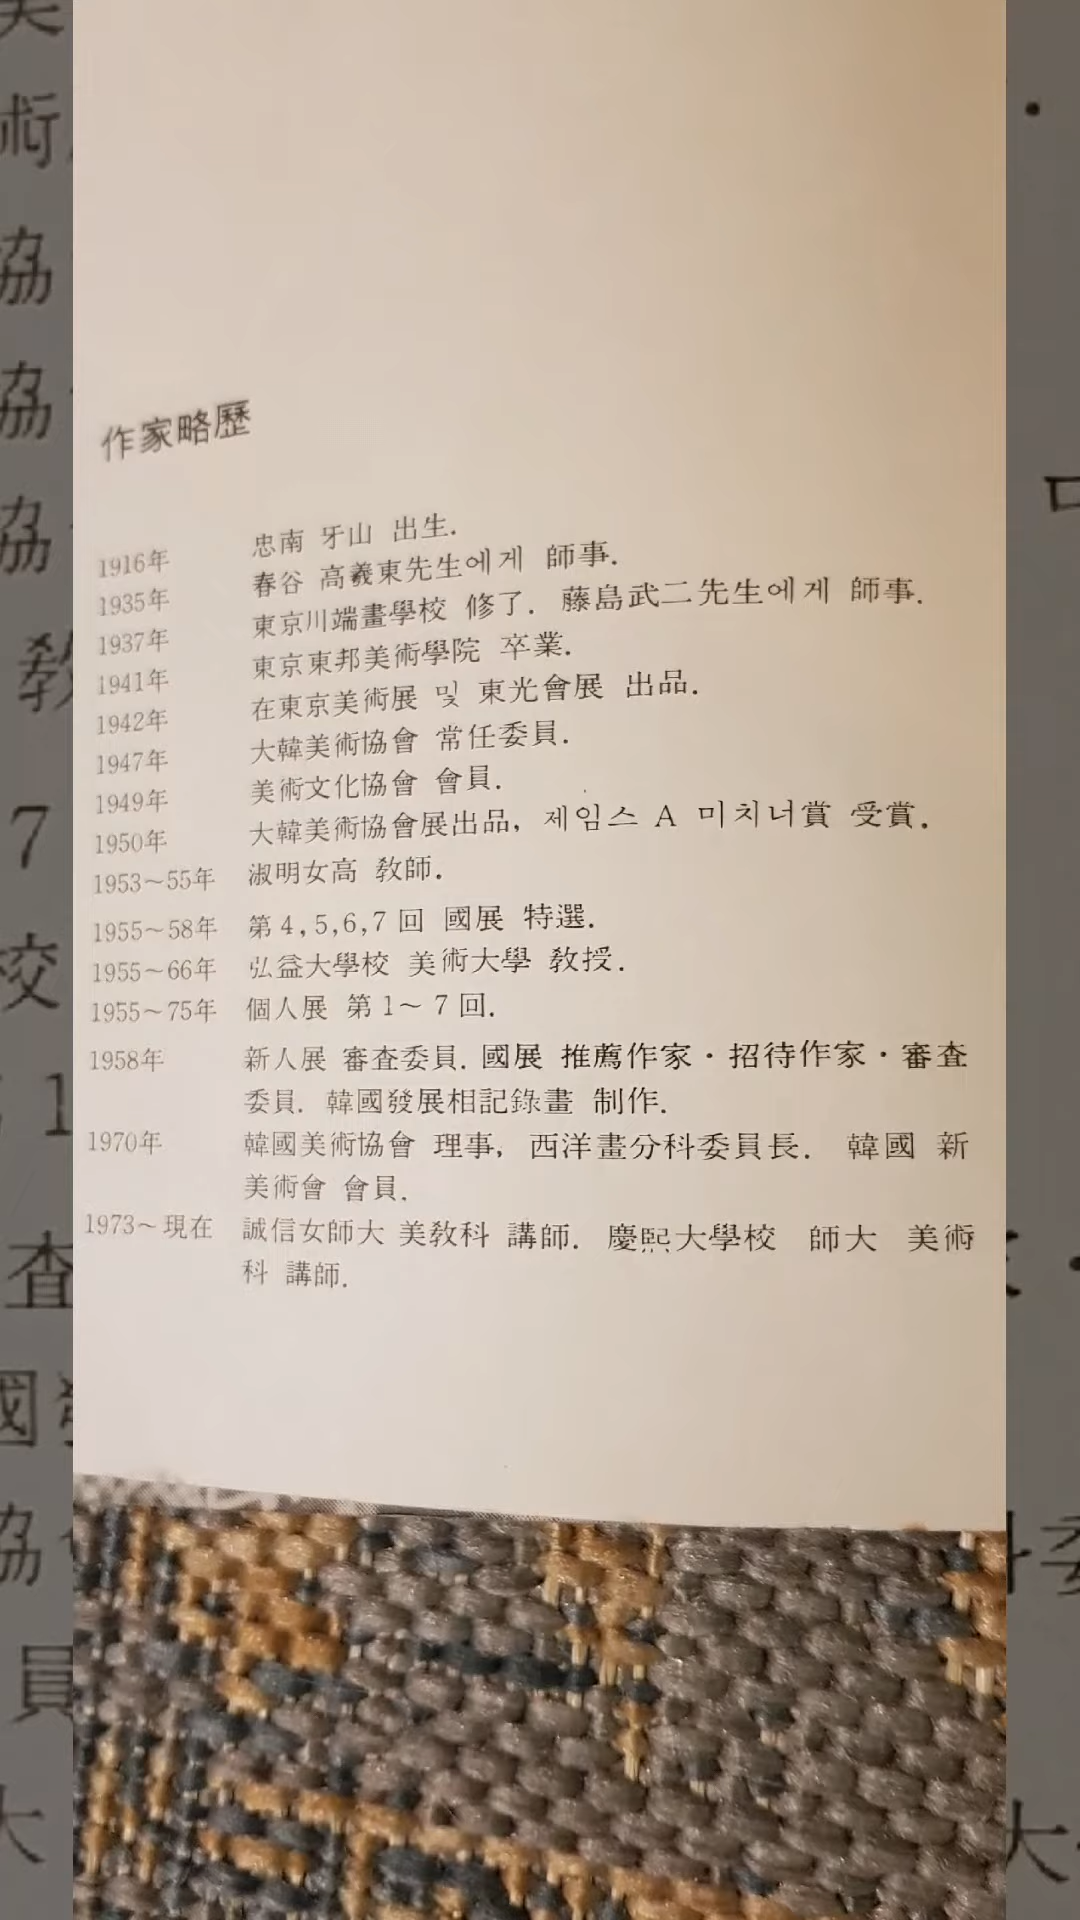 作家略歷
1916年 忠南 牙山 出生.
1935年 春谷 高羲東先生에게 師事.
1937年 東京川端畫學校 修了. 藤島武二先生에게 師事.
1941年 東京東邦美術學院 卒業.
1942年 在東京美術展 및 東光會展 出品.
1947年 大韓美術協會 常任委員.
1949年 美術文化協會 會員.
1950年 大韓美術協會展出品, 제임스 A 미치너賞 受賞.
1953~55年 淑明女高 敎師.
1955~58年 第4,5,6,7回 國展 特選.
1955~66年 弘益大學校 美術大學 敎授.
1955~75年 個人展 第1~7回.
1958年 新人展 審査委員. 國展 推薦作家·招待作家·審査
委員. 韓國發展相記錄畫 制作.
1970年 韓國美術協會 理事, 西洋畫分科委員長. 韓國 新
美術會 會員.
1973~現在 誠信女師大 美敎科 講師. 慶熙大學校 師大 美術
科 講師.